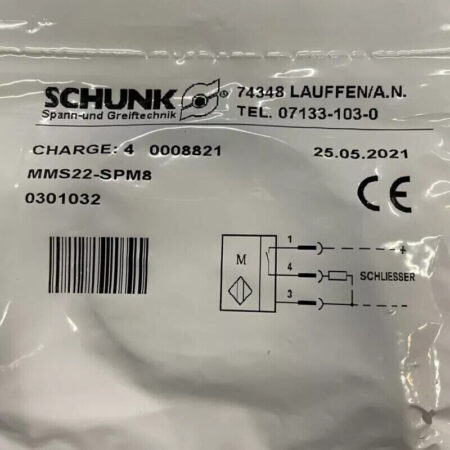 SCHUNK ® 74348 LAUFFEN/A.N.
Spann-und Greiftechnik TEL. 07133-103-0
CHARGE: 4 0008821 25.05.2021
MMS22-SPM8
0301032
CE
1 +
M
4 SCHLIESSER
3 -